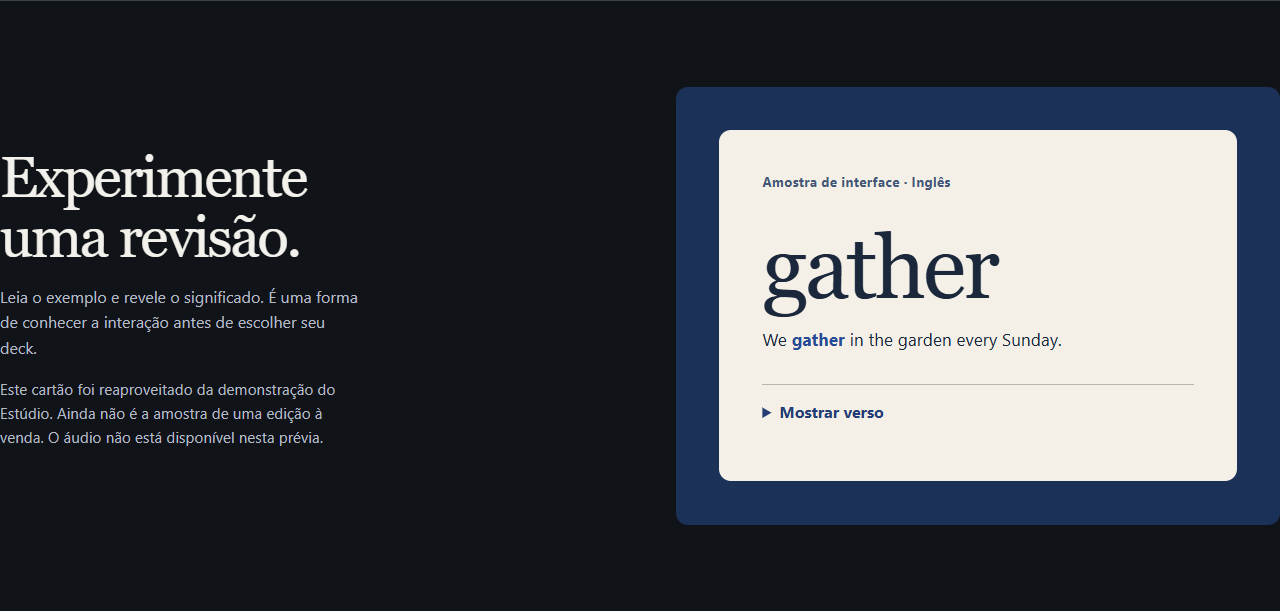 Experimente
uma revisão.
Leia o exemplo e revele o significado. É uma forma
de conhecer a interação antes de escolher seu
deck.
Este cartão foi reaproveitado da demonstração do
Estúdio. Ainda não é a amostra de uma edição à
venda. O áudio não está disponível nesta prévia.
Amostra de interface · Inglês
gather
We gather in the garden every Sunday.
Mostrar verso